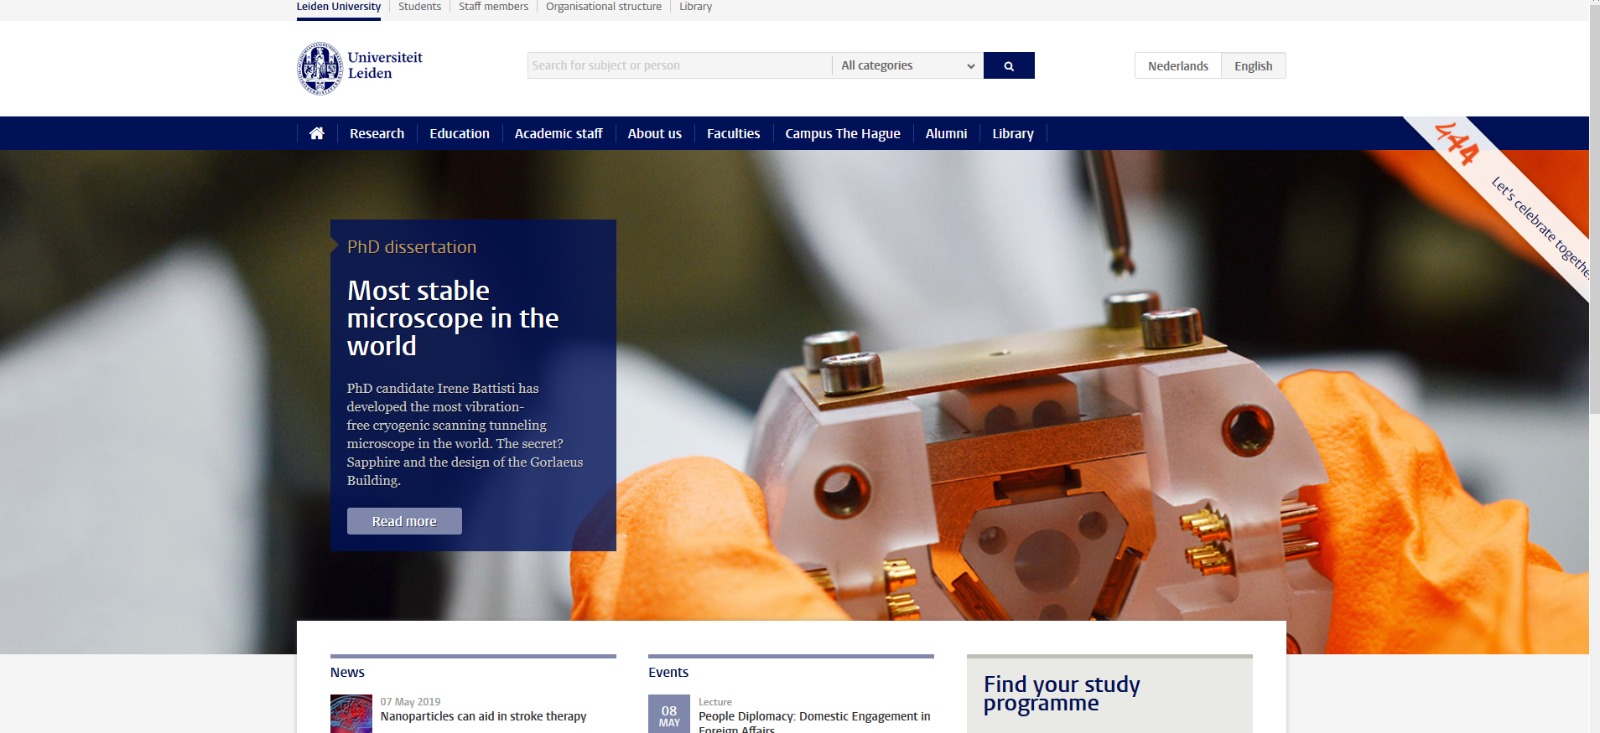 Leiden University
Students
Staff members
Organisational structure
Library
Universiteit
Leiden
Search for subject or person
All categories
Nederlands
English
Research
Education
Academic staff
About us
Faculties
Campus The Hague
Alumni
Library
444
Let's celebrate together
PhD dissertation
Most stable
microscope in the
world
PhD candidate Irene Battisti has
developed the most vibration-
free cryogenic scanning tunneling
microscope in the world. The secret?
Sapphire and the design of the Gorlaeus
Building.
Read more
News
07 May 2019
Nanoparticles can aid in stroke therapy
Events
08
MAY
Lecture
People Diplomacy: Domestic Engagement in
Foreign Affairs
Find your study
programme